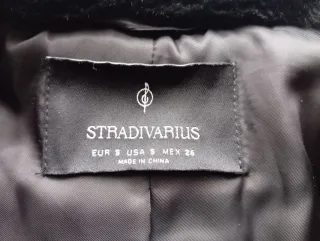 STRADIVARIUS
EUR S USA S MEX 26
MADE IN CHINA